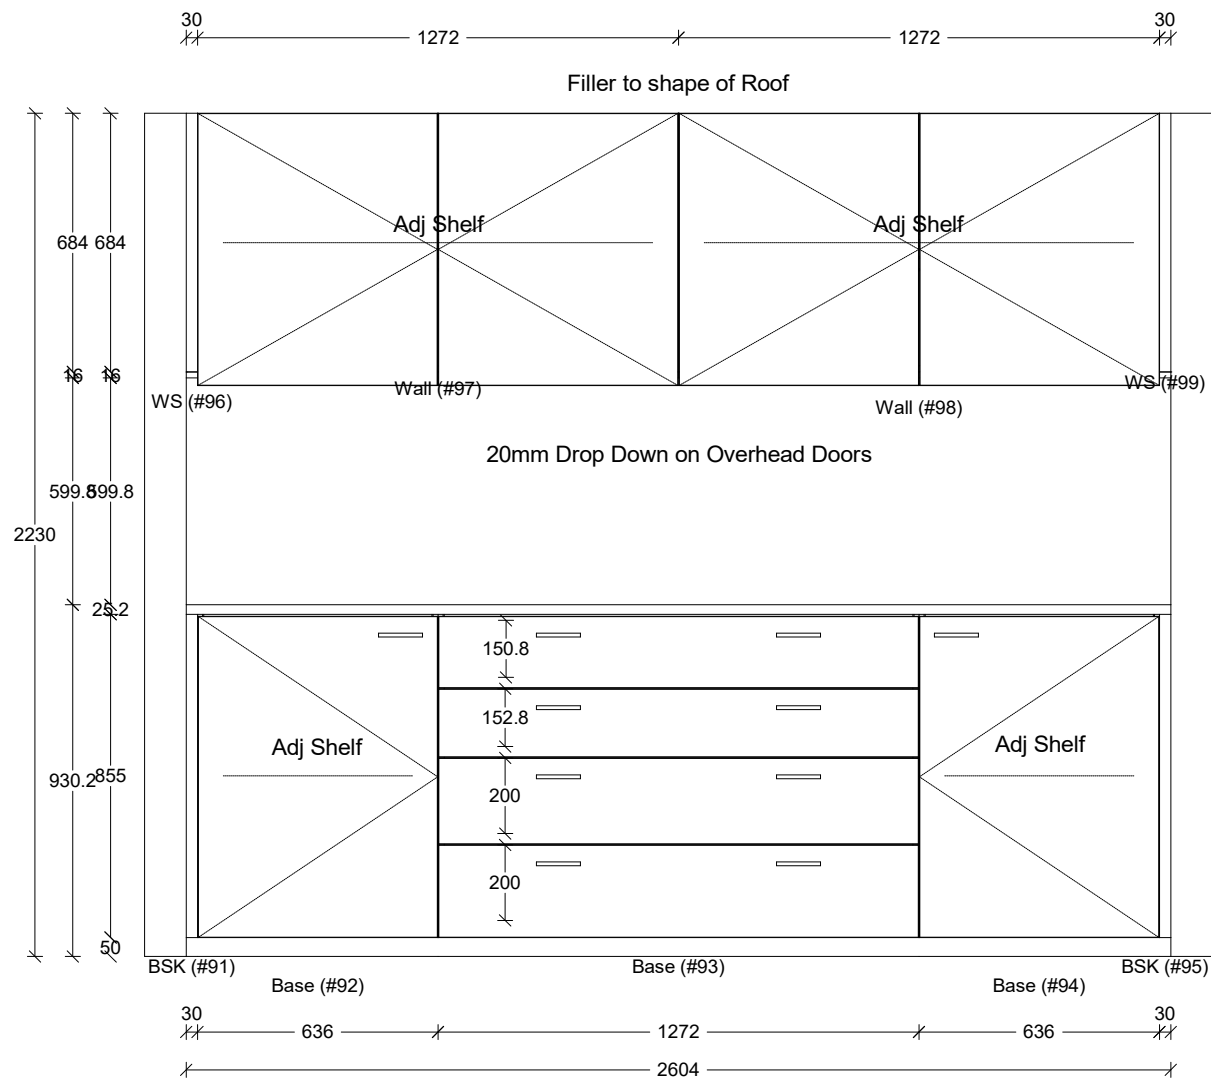 30
30
1272
1272
Filler to shape of Roof
684
684
Adj Shelf
Adj Shelf
16
16
Wall (#97)
WS (#99)
WS (#96)
Wall (#98)
20mm Drop Down on Overhead Doors
599.8
599.8
2230
25.2
150.8
152.8
Adj Shelf
Adj Shelf
930.2
855
200
200
50
BSK (#91)
Base (#93)
BSK (#95)
Base (#92)
Base (#94)
30
30
636
1272
636
2604